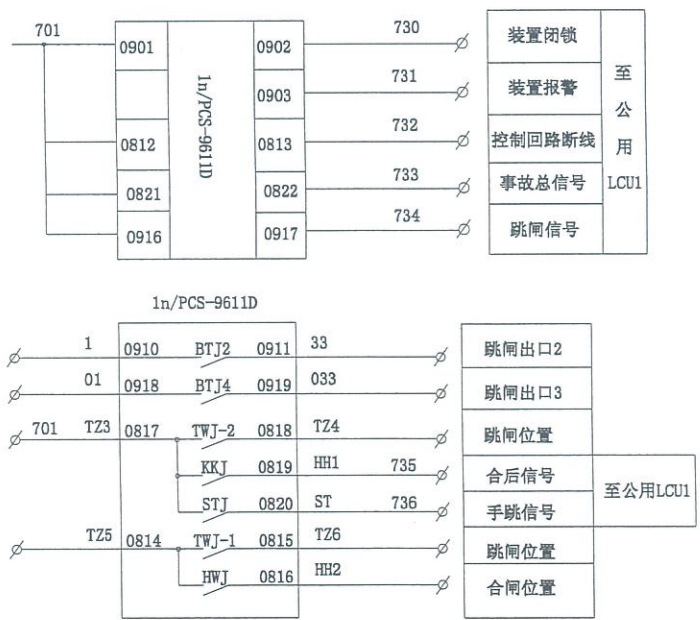 701 0901 0902 730 装置闭锁
0903 731 装置报警
0812 0813 732 控制回路断线
0821 0822 733 事故总信号
0916 0917 734 跳闸信号
1n/PCS-9611D
至公用LCU1
1n/PCS-9611D
1 0910 BTJ2 0911 33 跳闸出口2
01 0918 BTJ4 0919 033 跳闸出口3
701 TZ3 0817 TWJ-2 0818 TZ4 跳闸位置
KKJ 0819 HH1 735 合后信号
STJ 0820 ST 736 手跳信号
至公用LCU1
TZ5 0814 TWJ-1 0815 TZ6 跳闸位置
HWJ 0816 HH2 合闸位置